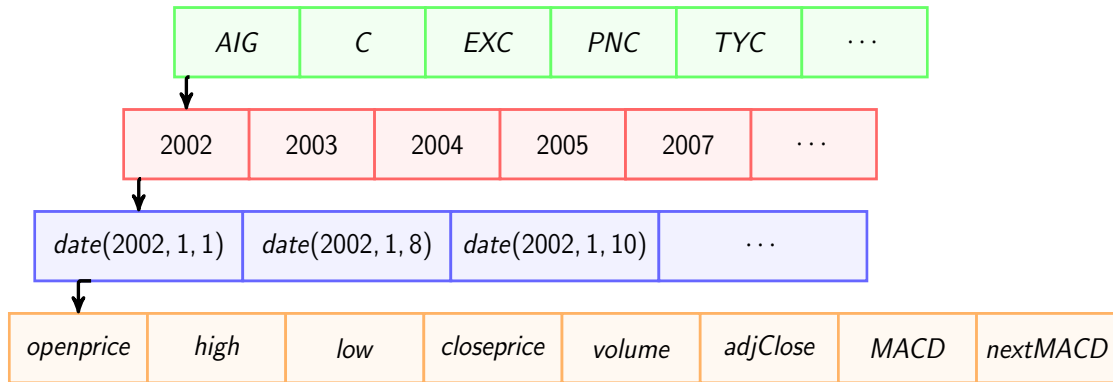 AIG C EXC PNC TYC ...
2002 2003 2004 2005 2007 ...
date(2002, 1, 1) date(2002, 1, 8) date(2002, 1, 10) ...
openprice high low closeprice volume adjClose MACD nextMACD